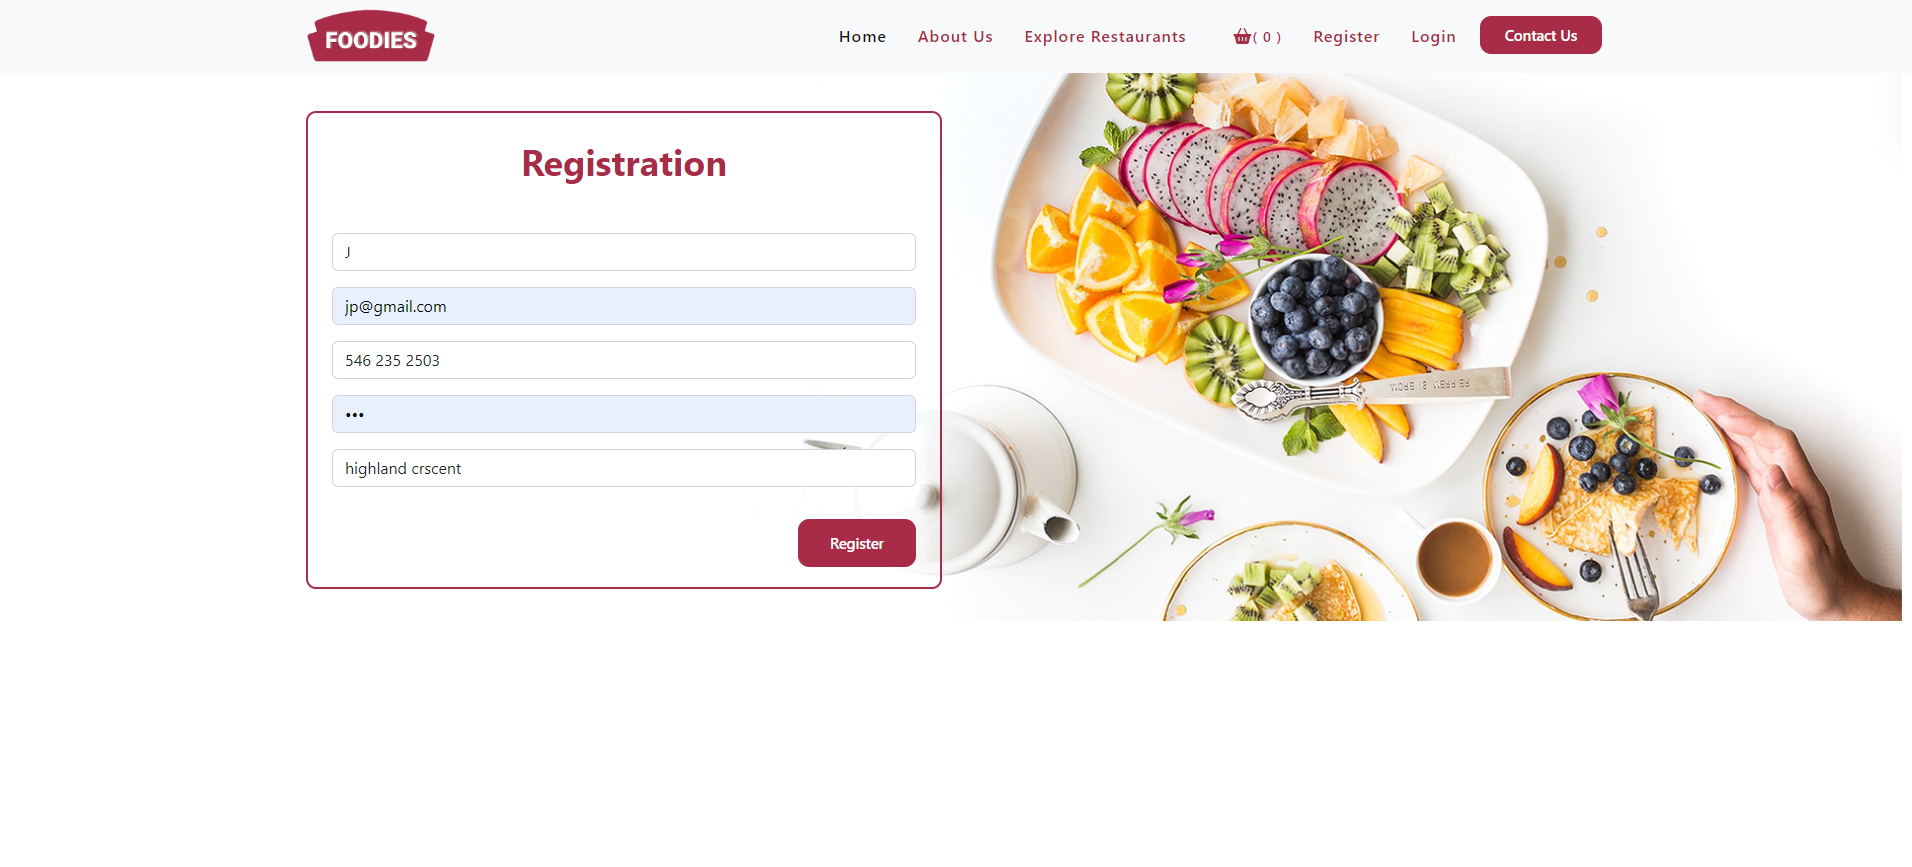 FOODIES
Home About Us Explore Restaurants ( 0 ) Register Login Contact Us
Registration
J
jp@gmail.com
546 235 2503
•••
highland crscent
Register